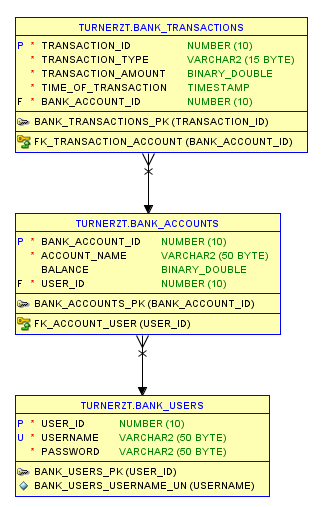 TURNERZT.BANK_TRANSACTIONS
P * TRANSACTION_ID NUMBER (10)
* TRANSACTION_TYPE VARCHAR2 (15 BYTE)
* TRANSACTION_AMOUNT BINARY_DOUBLE
* TIME_OF_TRANSACTION TIMESTAMP
F * BANK_ACCOUNT_ID NUMBER (10)
BANK_TRANSACTIONS_PK (TRANSACTION_ID)
FK_TRANSACTION_ACCOUNT (BANK_ACCOUNT_ID)
TURNERZT.BANK_ACCOUNTS
P * BANK_ACCOUNT_ID NUMBER (10)
* ACCOUNT_NAME VARCHAR2 (50 BYTE)
BALANCE BINARY_DOUBLE
F * USER_ID NUMBER (10)
BANK_ACCOUNTS_PK (BANK_ACCOUNT_ID)
FK_ACCOUNT_USER (USER_ID)
TURNERZT.BANK_USERS
P * USER_ID NUMBER (10)
U * USERNAME VARCHAR2 (50 BYTE)
* PASSWORD VARCHAR2 (50 BYTE)
BANK_USERS_PK (USER_ID)
BANK_USERS_USERNAME_UN (USERNAME)